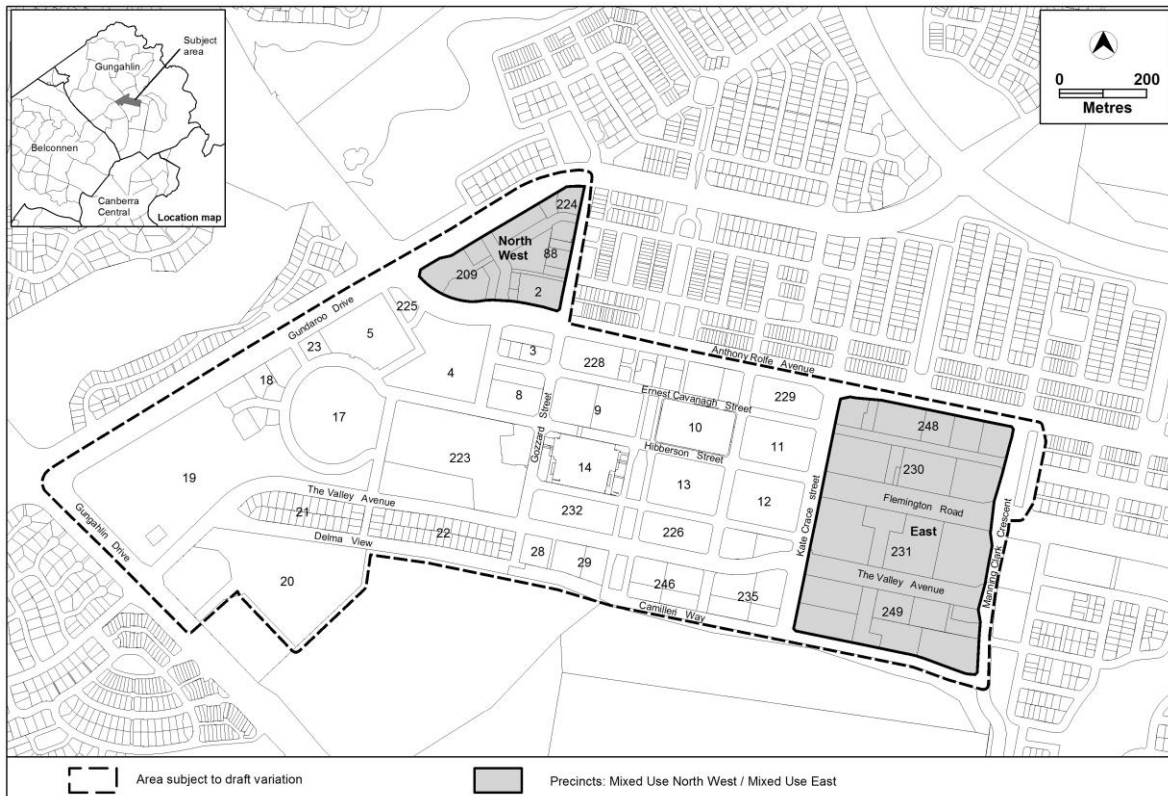 Subject
area
Gungahlin
Belconnen
Canberra
Central
Location map
0 200
Metres
224
North
West
88
209
2
225
Gundaroo Drive
5
23
3
228
Anthony Rolfe Avenue
18
4
8
9
Ernest Cavanagh Street
229
17
Gozzard Street
10
11
248
Hibberson Street
223
14
13
12
230
Flemington Road
19
The Valley Avenue
21
22
Delma View
232
226
Kate Crace street
East
231
Manning Clark Crescent
Gungahlin Drive
28
29
The Valley Avenue
20
246
235
249
Camilleri Way
Area subject to draft variation
Precincts: Mixed Use North West / Mixed Use East